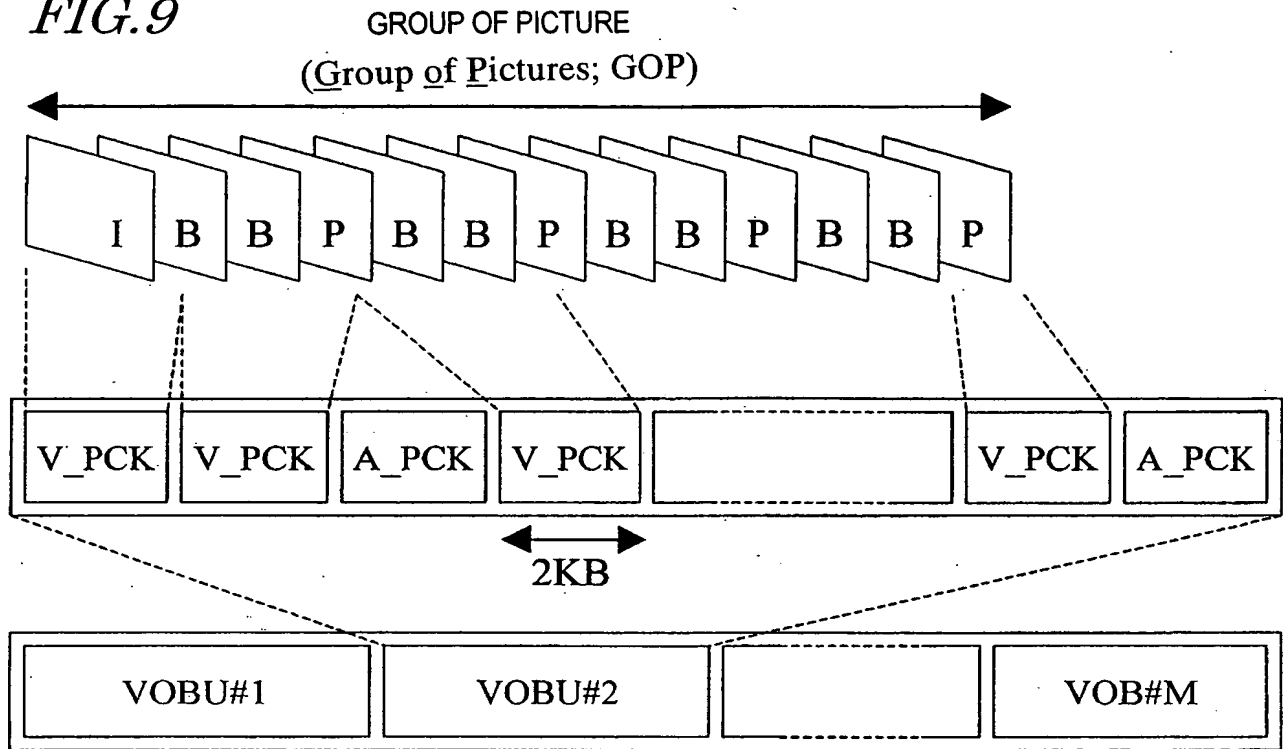 FIG.9
GROUP OF PICTURE
(Group of Pictures; GOP)
I B B P B B P B B P B B P
V_PCK V_PCK A_PCK V_PCK V_PCK A_PCK
2KB
VOBU#1 VOBU#2 VOB#M